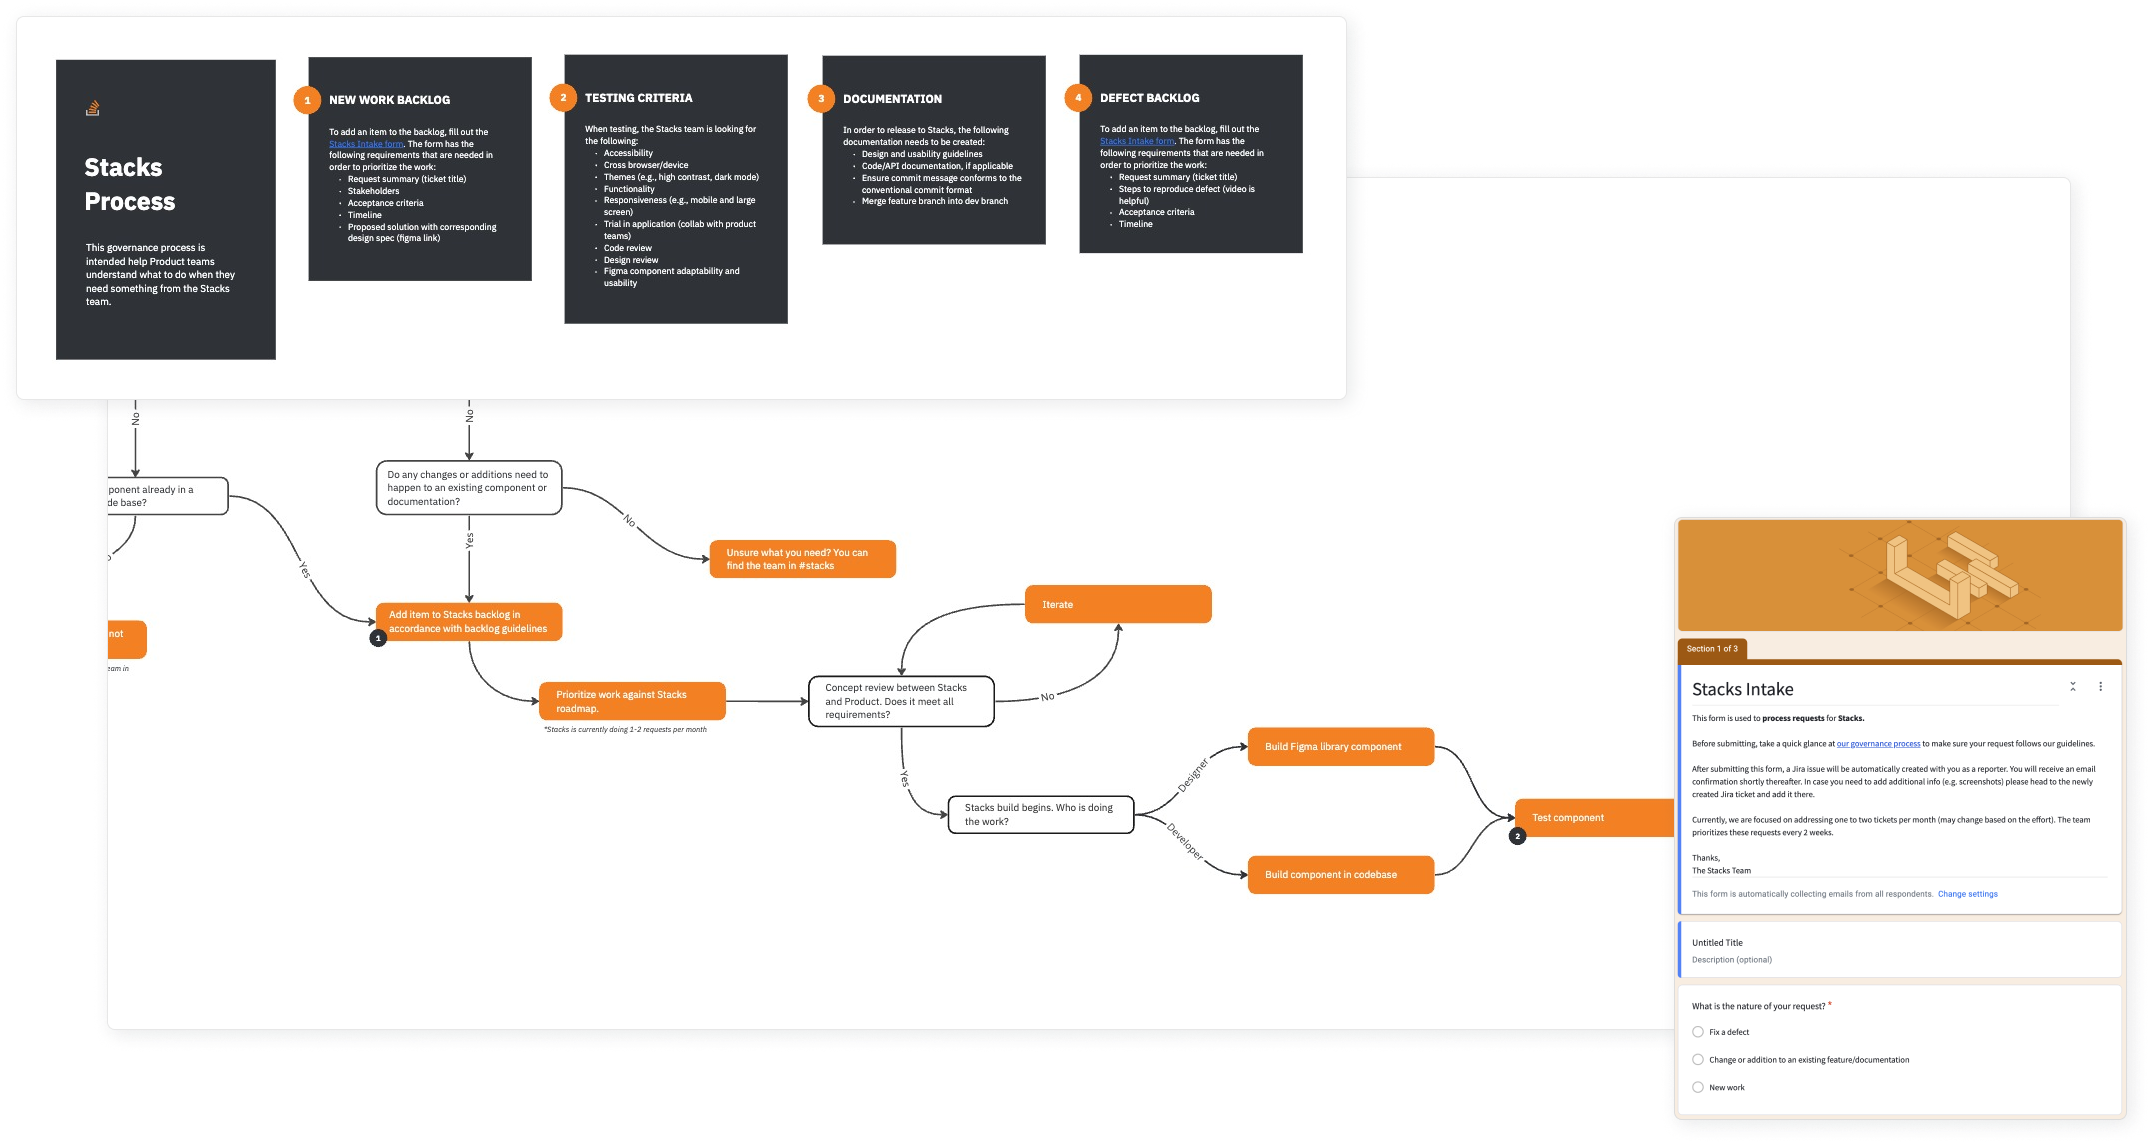 Stacks
Process
This governance process is
intended help Product teams
understand what to do when they
need something from the Stacks
team.
1
NEW WORK BACKLOG
To add an item to the backlog, fill out the
Stacks Intake form. The form has the
following requirements that are needed in
order to prioritize the work:
· Request summary (ticket title)
· Stakeholders
· Acceptance criteria
· Timeline
· Proposed solution with corresponding
design spec (figma link)
2
TESTING CRITERIA
When testing, the Stacks team is looking for
the following:
· Accessibility
· Cross browser/device
· Themes (e.g., high contrast, dark mode)
· Functionality
· Responsiveness (e.g., mobile and large
screen)
· Trial in application (collab with product
teams)
· Code review
· Design review
· Figma component adaptability and
usability
3
DOCUMENTATION
In order to release to Stacks, the following
documentation needs to be created:
· Design and usability guidelines
· Code/API documentation, if applicable
· Ensure commit message conforms to the
conventional commit format
· Merge feature branch into dev branch
4
DEFECT BACKLOG
To add an item to the backlog, fill out the
Stacks Intake form. The form has the
following requirements that are needed in
order to prioritize the work:
· Request summary (ticket title)
· Steps to reproduce defect (video is
helpful)
· Acceptance criteria
· Timeline
No
No
ponent already in a
de base?
Yes
not
eam in
Do any changes or additions need to
happen to an existing component or
documentation?
No
Yes
Unsure what you need? You can
find the team in #stacks
Add item to Stacks backlog in
accordance with backlog guidelines
1
Prioritize work against Stacks
roadmap.
*Stacks is currently doing 1-2 requests per month
Iterate
Concept review between Stacks
and Product. Does it meet all
requirements?
No
Yes
Stacks build begins. Who is doing
the work?
Designer
Developer
Build Figma library component
Build component in codebase
Test component
2
Section 1 of 3
Stacks Intake
This form is used to process requests for Stacks.
Before submitting, take a quick glance at our governance process to make sure your request follows our guidelines.
After submitting this form, a Jira issue will be automatically created with you as a reporter. You will receive an email
confirmation shortly thereafter. In case you need to add additional info (e.g. screenshots) please head to the newly
created Jira ticket and add it there.
Currently, we are focused on addressing one to two tickets per month (may change based on the effort). The team
prioritizes these requests every 2 weeks.
Thanks,
The Stacks Team
This form is automatically collecting emails from all respondents. Change settings
Untitled Title
Description (optional)
What is the nature of your request? *
Fix a defect
Change or addition to an existing feature/documentation
New work